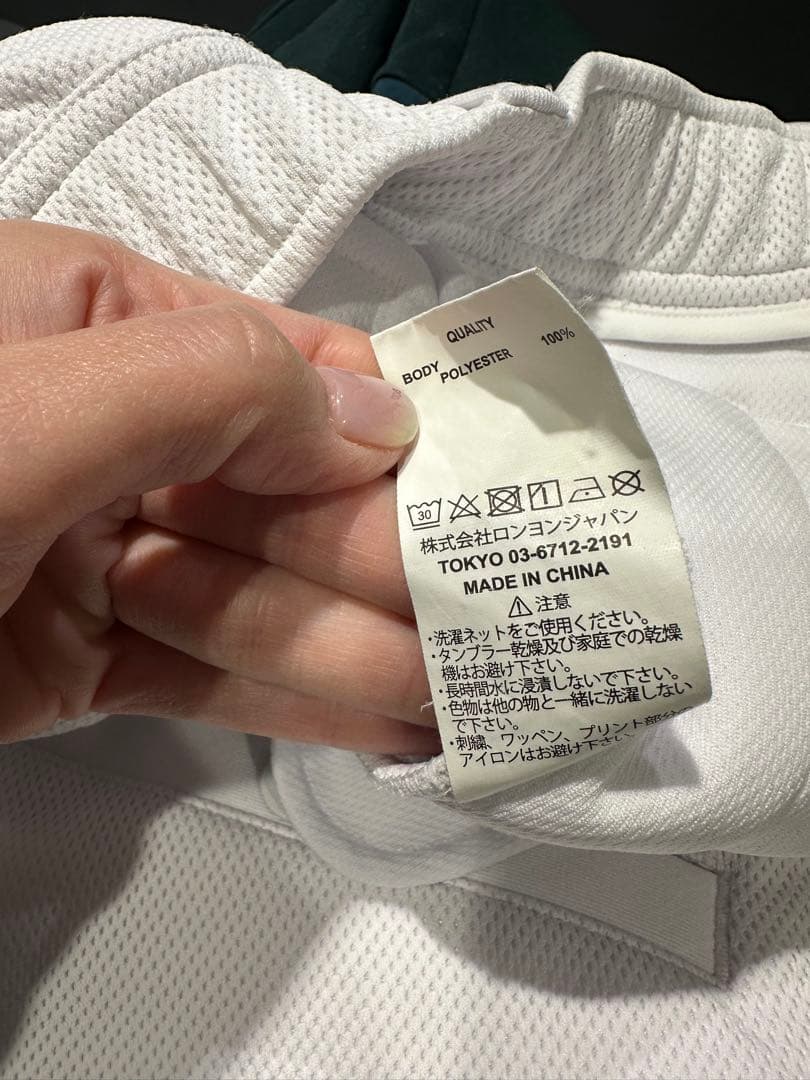 QUALITY
BODY POLYESTER 100%
30
株式会社ロンヨンジャパン
TOKYO 03-6712-2191
MADE IN CHINA
注意
・洗濯ネットをご使用ください。
・タンブラー乾燥及び家庭での乾燥
機はお避け下さい。
・長時間水に浸漬しないで下さい。
・色物は他の物と一緒に洗濯しない
で下さい。
・刺繍、ワッペン、プリント部分の
アイロンはお避け下さい。